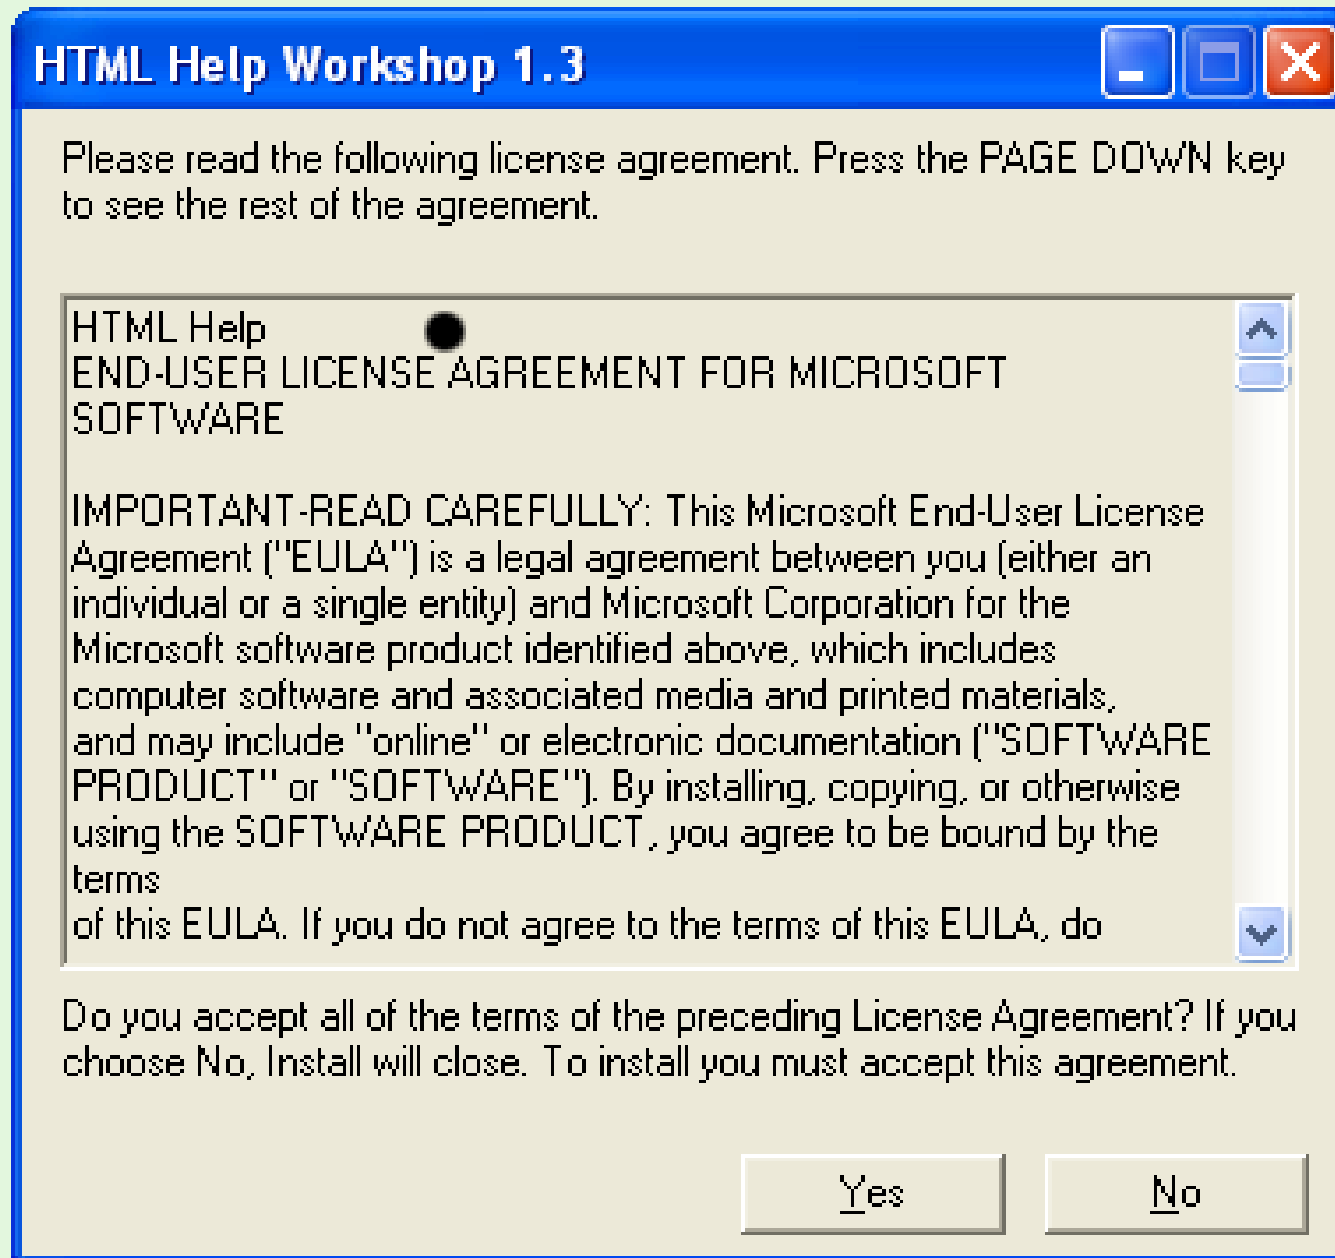 HTML Help Workshop 1.3
Please read the following license agreement. Press the PAGE DOWN key
to see the rest of the agreement.
HTML Help
END-USER LICENSE AGREEMENT FOR MICROSOFT
SOFTWARE
IMPORTANT-READ CAREFULLY: This Microsoft End-User License
Agreement ("EULA") is a legal agreement between you (either an
individual or a single entity) and Microsoft Corporation for the
Microsoft software product identified above, which includes
computer software and associated media and printed materials,
and may include "online" or electronic documentation ("SOFTWARE
PRODUCT" or "SOFTWARE"). By installing, copying, or otherwise
using the SOFTWARE PRODUCT, you agree to be bound by the
terms
of this EULA. If you do not agree to the terms of this EULA, do
Do you accept all of the terms of the preceding License Agreement? If you
choose No, Install will close. To install you must accept this agreement.
Yes No